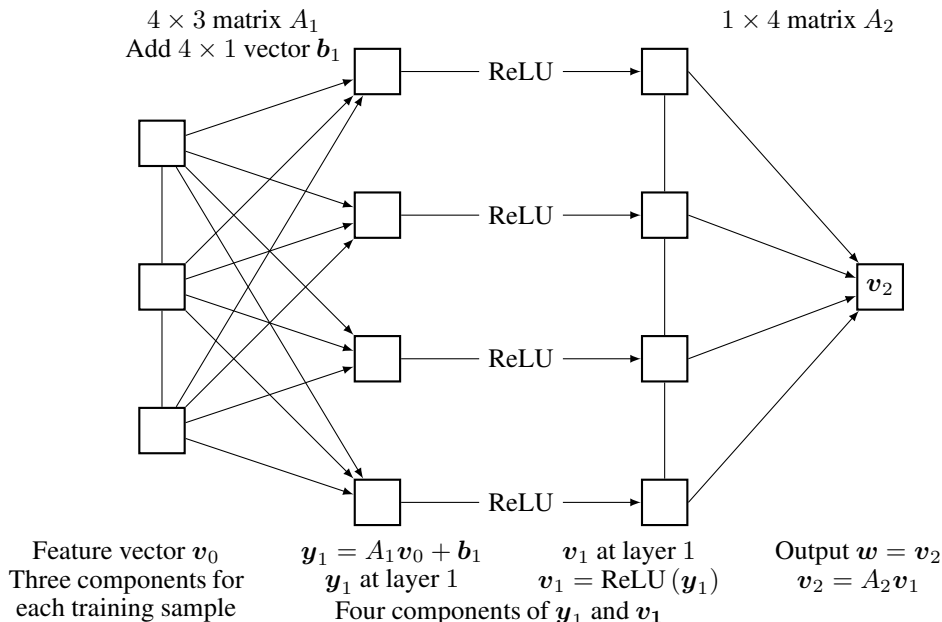 4 × 3 matrix A₁
Add 4 × 1 vector b₁
1 × 4 matrix A₂
ReLU
ReLU
v₂
ReLU
ReLU
Feature vector v₀
Three components for
each training sample
y₁ = A₁v₀ + b₁
y₁ at layer 1
v₁ at layer 1
v₁ = ReLU (y₁)
Four components of y₁ and v₁
Output w = v₂
v₂ = A₂v₁